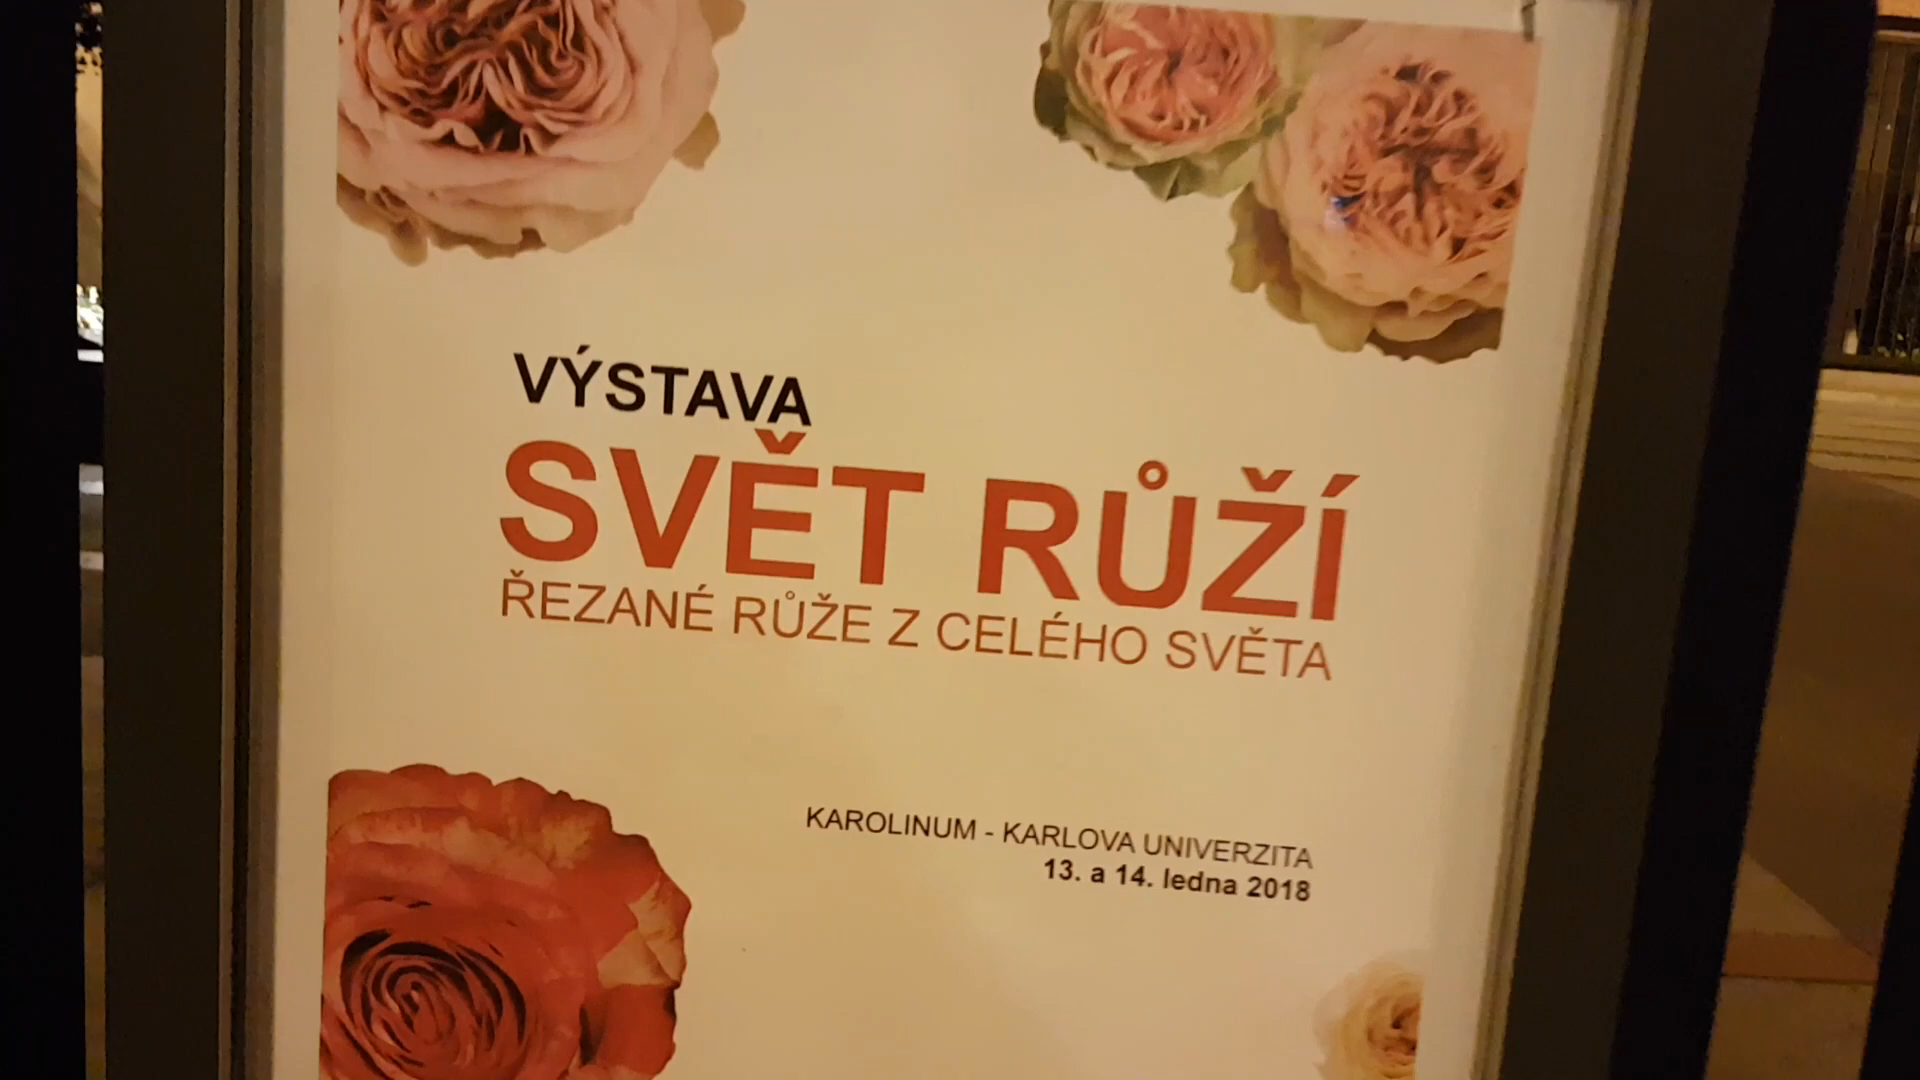 VÝSTAVA
SVĚT RŮŽÍ
ŘEZANÉ RŮŽE Z CELÉHO SVĚTA
KAROLINUM - KARLOVA UNIVERZITA
13. a 14. ledna 2018